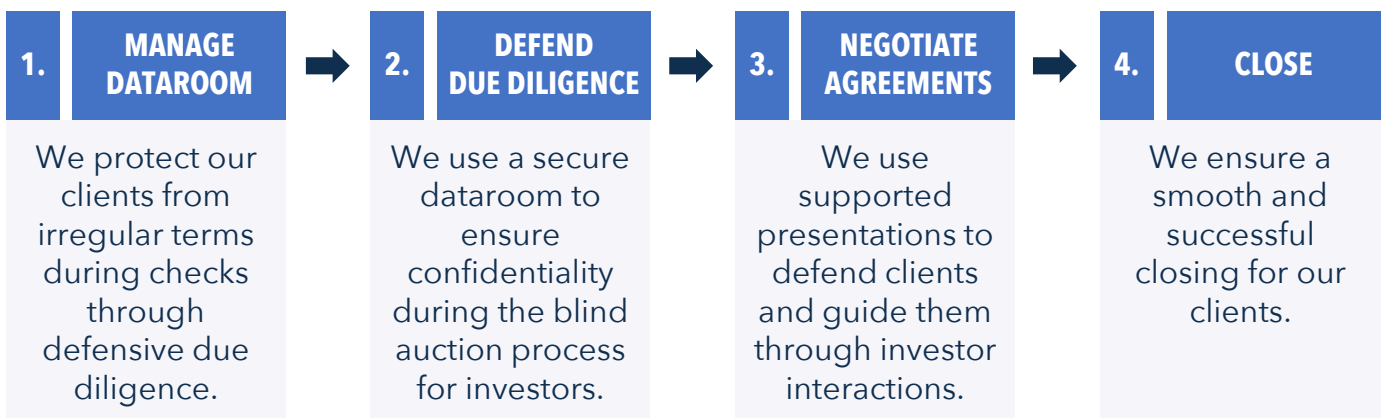 1.
MANAGE
DATAROOM
We protect our
clients from
irregular terms
during checks
through
defensive due
diligence.
2.
DEFEND
DUE DILIGENCE
We use a secure
dataroom to
ensure
confidentiality
during the blind
auction process
for investors.
3.
NEGOTIATE
AGREEMENTS
We use
supported
presentations to
defend clients
and guide them
through investor
interactions.
4.
CLOSE
We ensure a
smooth and
successful
closing for our
clients.